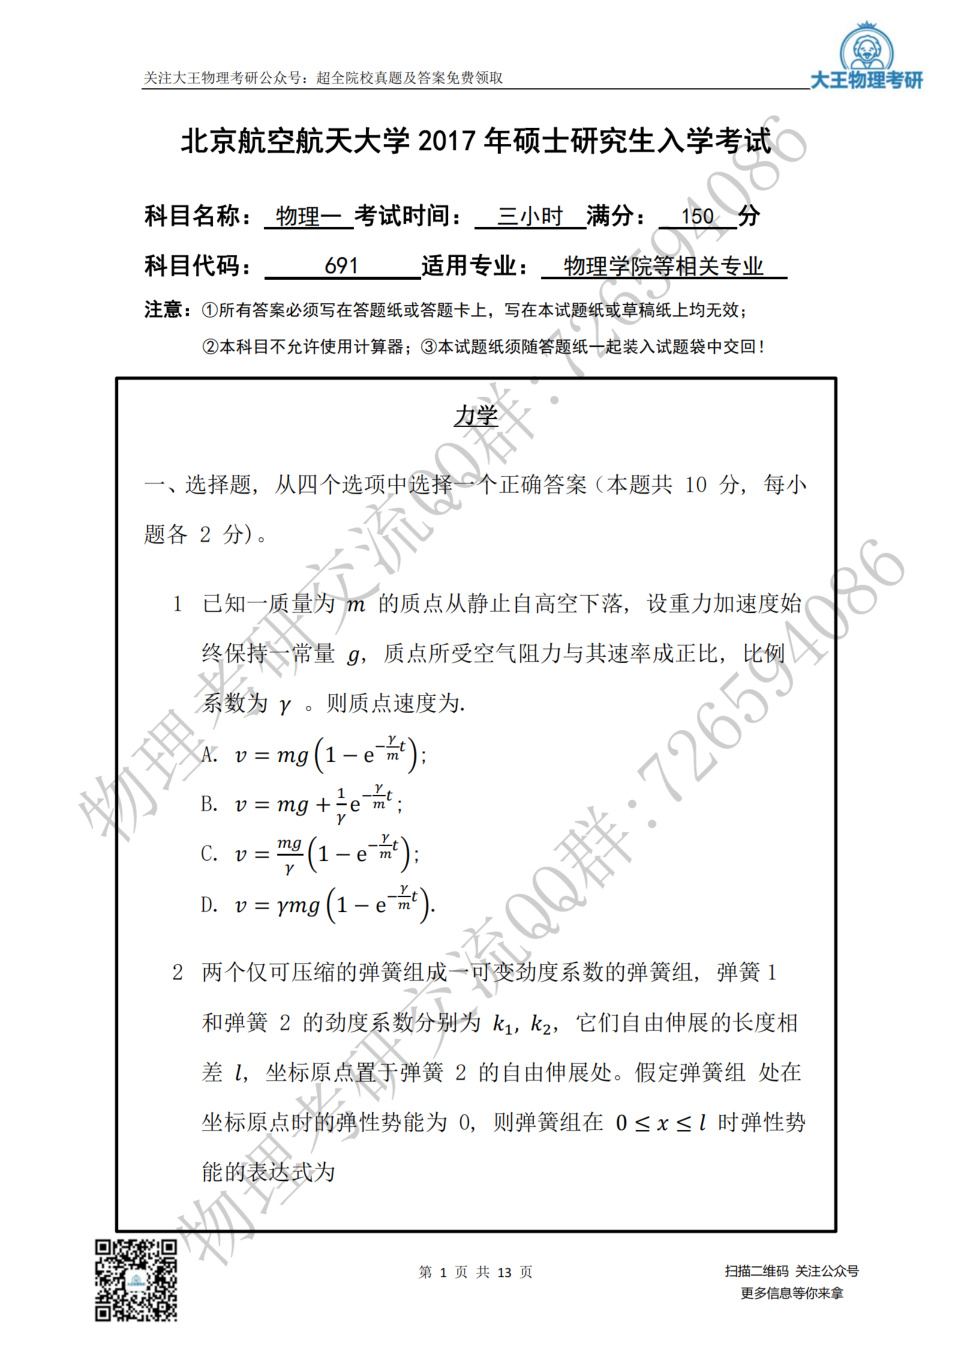 关注大王物理考研公众号：超全院校真题及答案免费领取
大王物理考研
北京航空航天大学 2017 年硕士研究生入学考试
科目名称： 物理一 考试时间： 三小时 满分： 150 分
科目代码： 691 适用专业： 物理学院等相关专业
注意：①所有答案必须写在答题纸或答题卡上，写在本试题纸或草稿纸上均无效；
②本科目不允许使用计算器；③本试题纸须随答题纸一起装入试题袋中交回！
力学
一、选择题，从四个选项中选择一个正确答案（本题共 10 分，每小
题各 2 分）。
1 已知一质量为 m 的质点从静止自高空下落，设重力加速度始
终保持一常量 g，质点所受空气阻力与其速率成正比，比例
系数为 γ 。则质点速度为.
A. v = mg(1 − e^{−\frac{γ}{m}t});
B. v = mg + \frac{1}{γ}e^{−\frac{γ}{m}t};
C. v = \frac{mg}{γ}(1 − e^{−\frac{γ}{m}t});
D. v = γmg(1 − e^{−\frac{γ}{m}t}).
2 两个仅可压缩的弹簧组成一可变劲度系数的弹簧组，弹簧 1
和弹簧 2 的劲度系数分别为 k₁, k₂，它们自由伸展的长度相
差 l，坐标原点置于弹簧 2 的自由伸展处。假定弹簧组 处在
坐标原点时的弹性势能为 0，则弹簧组在 0 ≤ x ≤ l 时弹性势
能的表达式为
物理考研交流QQ群:726594086
物理考研交流QQ群:726594086
大王物理考研
第 1 页 共 13 页
扫描二维码 关注公众号
更多信息等你来拿